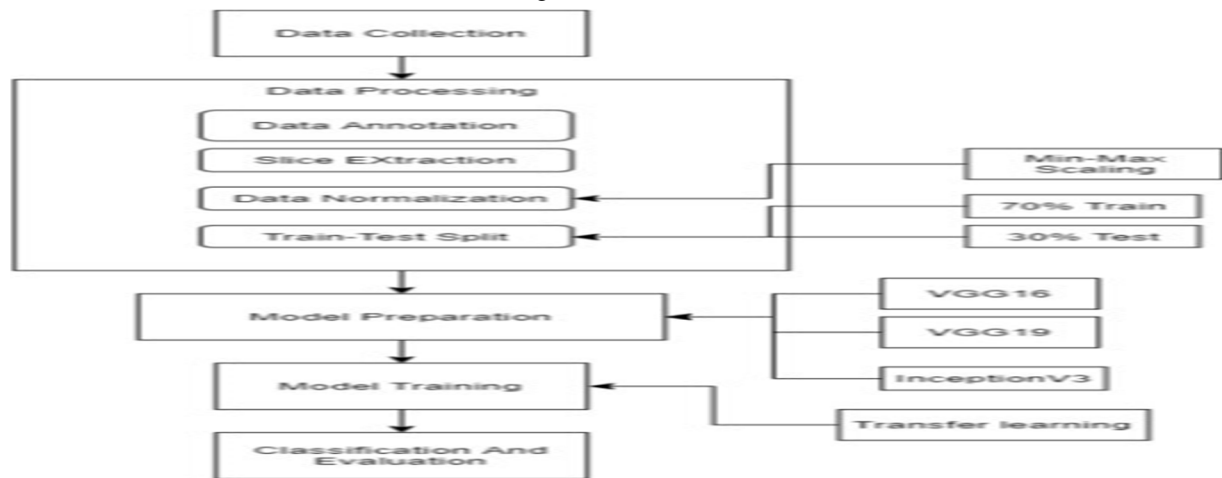 Data Collection
Data Processing
Data Annotation
Slice EXtraction
Data Normalization
Train-Test Split
Min-Max
Scaling
70% Train
30% Test
Model Preparation
VGG16
VGG19
InceptionV3
Model Training
Transfer learning
Classification And
Evaluation